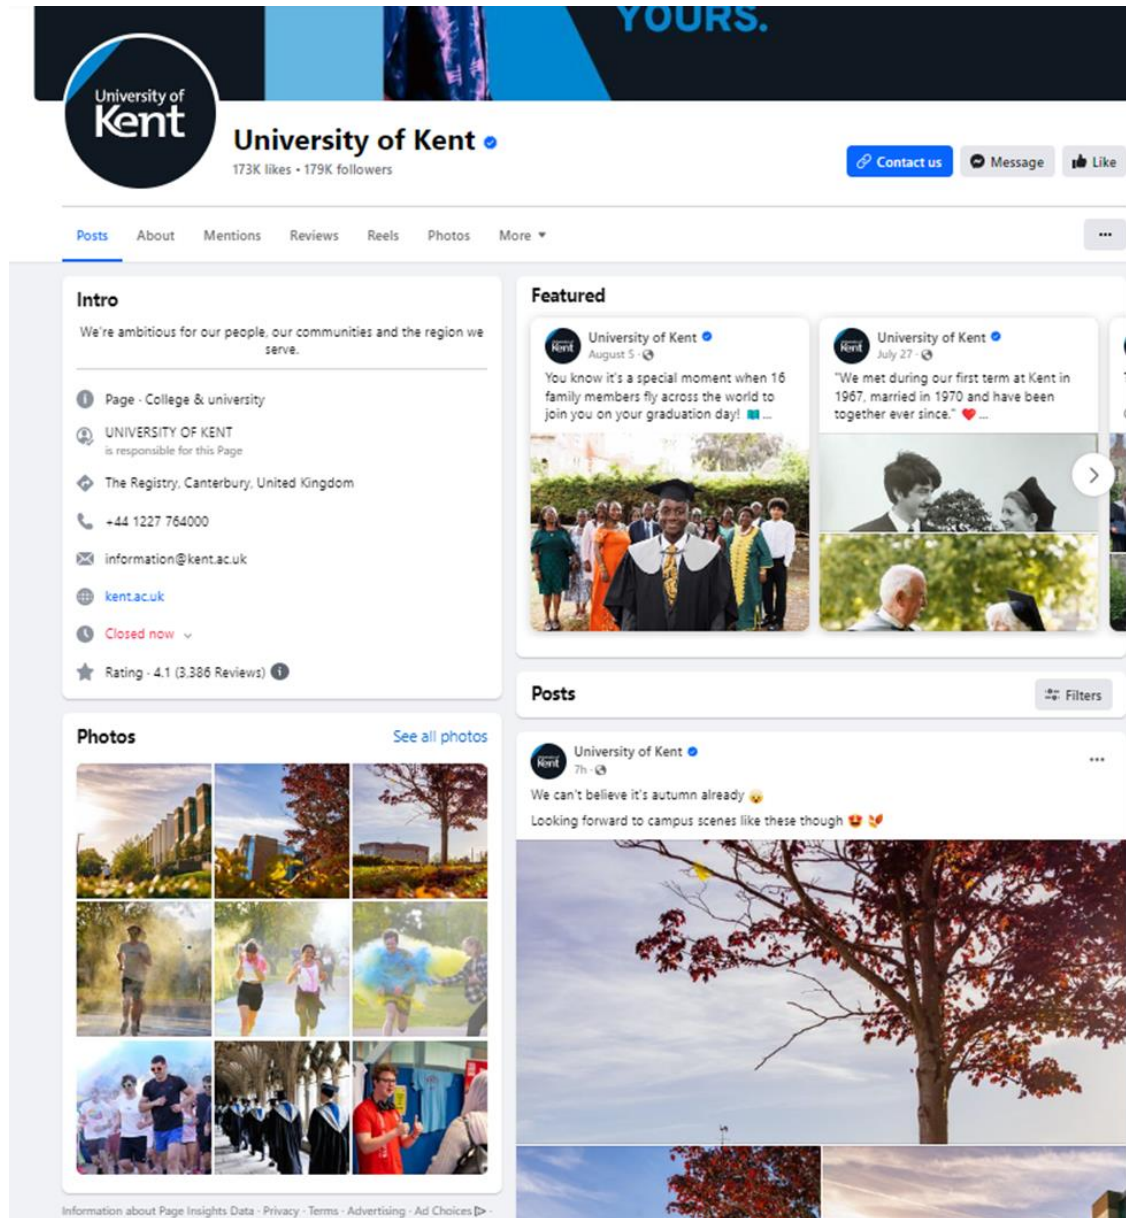 YOURS.
University of
Kent
University of Kent
173K likes • 179K followers
Contact us
Message
Like
Posts
About
Mentions
Reviews
Reels
Photos
More
Intro
We're ambitious for our people, our communities and the region we
serve.
Page · College & university
UNIVERSITY OF KENT
is responsible for this Page
The Registry, Canterbury, United Kingdom
+44 1227 764000
information@kent.ac.uk
kent.ac.uk
Closed now
Rating · 4.1 (3,386 Reviews)
Photos
See all photos
Information about Page Insights Data · Privacy · Terms · Advertising · Ad Choices ·
Featured
Kent
University of Kent
August 5 ·
You know it's a special moment when 16
family members fly across the world to
join you on your graduation day! 📖 ...
Kent
University of Kent
July 27 ·
"We met during our first term at Kent in
1967, married in 1970 and have been
together ever since." ❤️ ...
Posts
Filters
Kent
University of Kent
7h ·
We can't believe it's autumn already 😮
Looking forward to campus scenes like these though 🤩 🍁